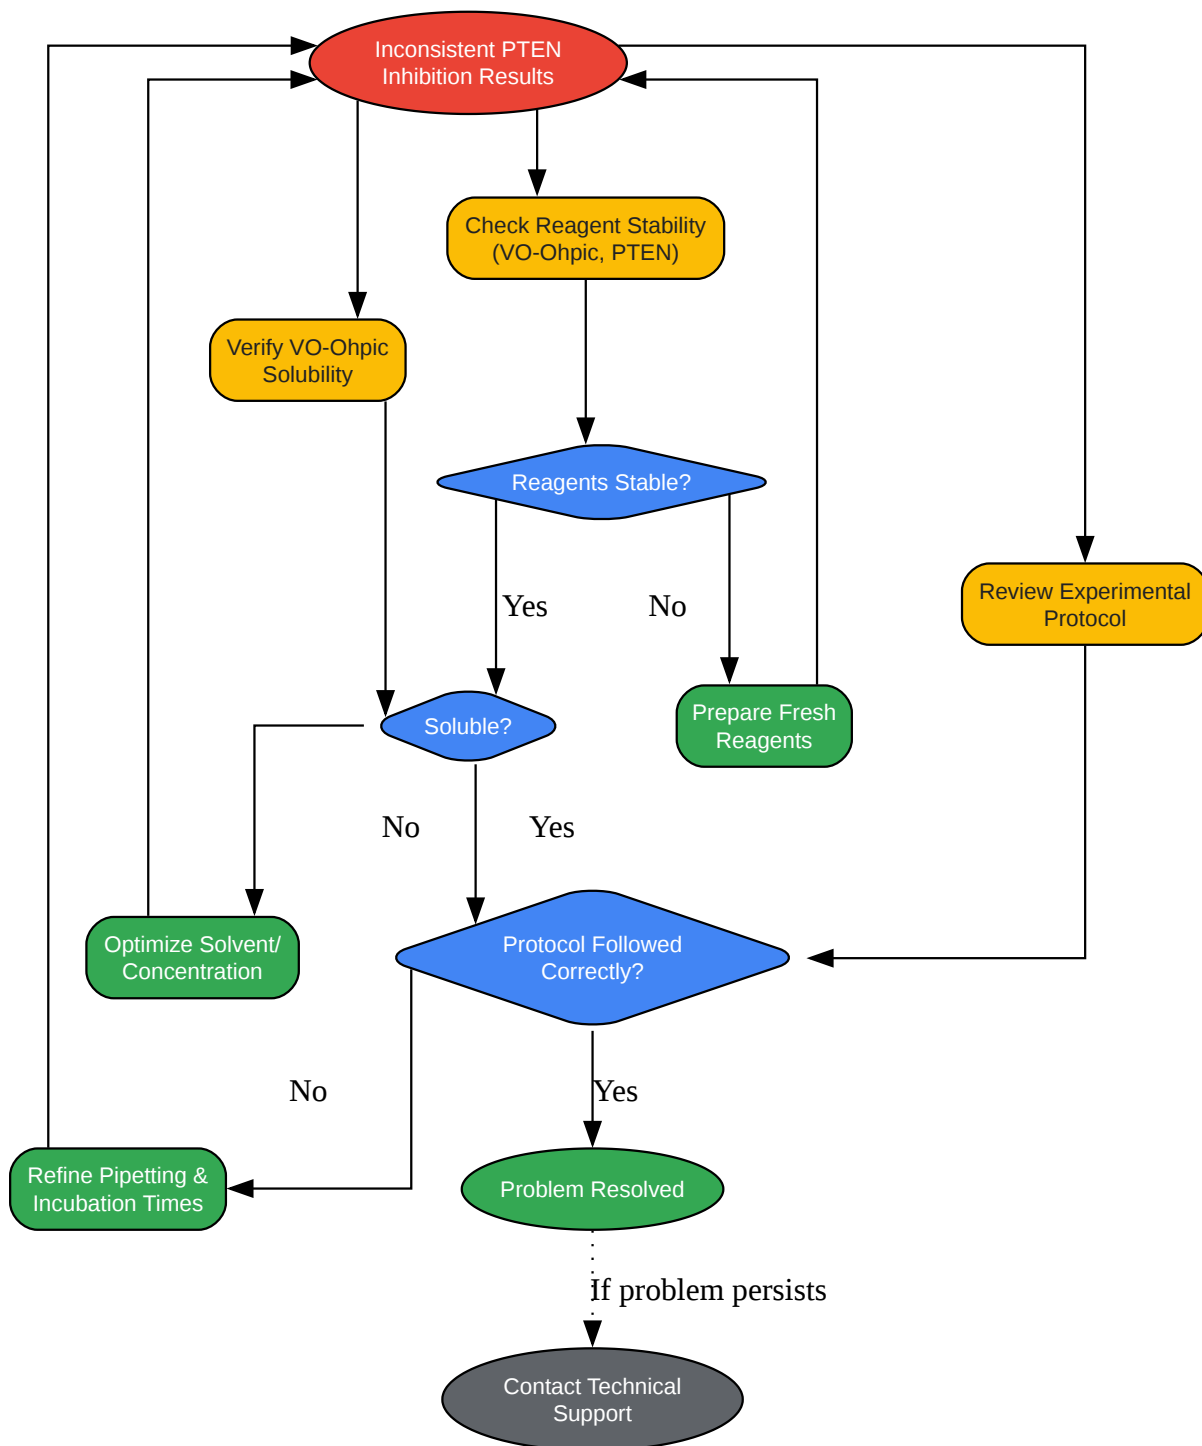 Inconsistent PTEN
Inhibition Results
Check Reagent Stability
(VO-Ohpic, PTEN)
Verify VO-Ohpic
Solubility
Reagents Stable?
Yes
No
Review Experimental
Protocol
Soluble?
Prepare Fresh
Reagents
No
Yes
Optimize Solvent/
Concentration
Protocol Followed
Correctly?
No
Yes
Refine Pipetting &
Incubation Times
Problem Resolved
If problem persists
Contact Technical
Support